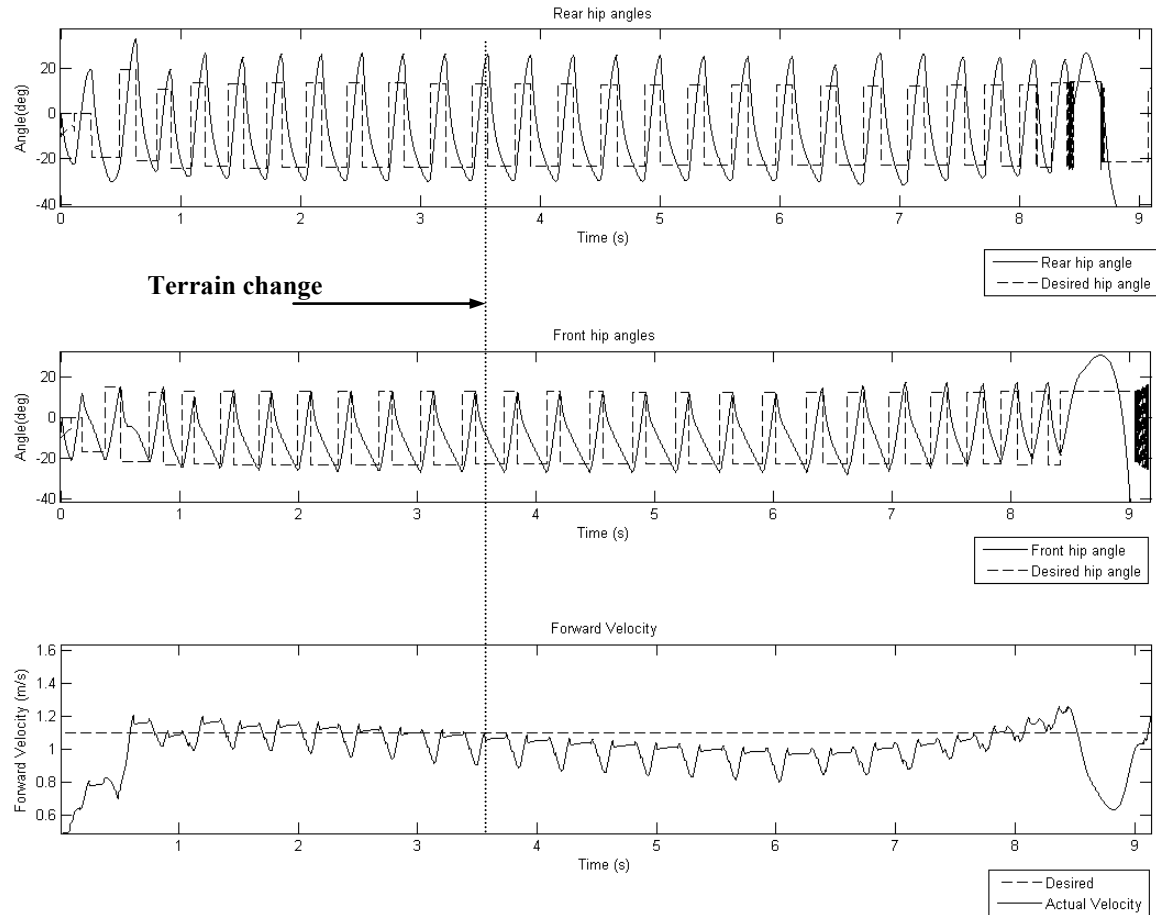 Rear hip angles
Angle(deg)
20
0
-20
-40
0 1 2 3 4 5 6 7 8 9
Time (s)
Rear hip angle
Desired hip angle
Terrain change
Front hip angles
Angle(deg)
20
0
-20
-40
0 1 2 3 4 5 6 7 8 9
Time (s)
Front hip angle
Desired hip angle
Forward Velocity
Forward Velocity (m/s)
1.6
1.4
1.2
1
0.8
0.6
1 2 3 4 5 6 7 8 9
Time (s)
Desired
Actual Velocity